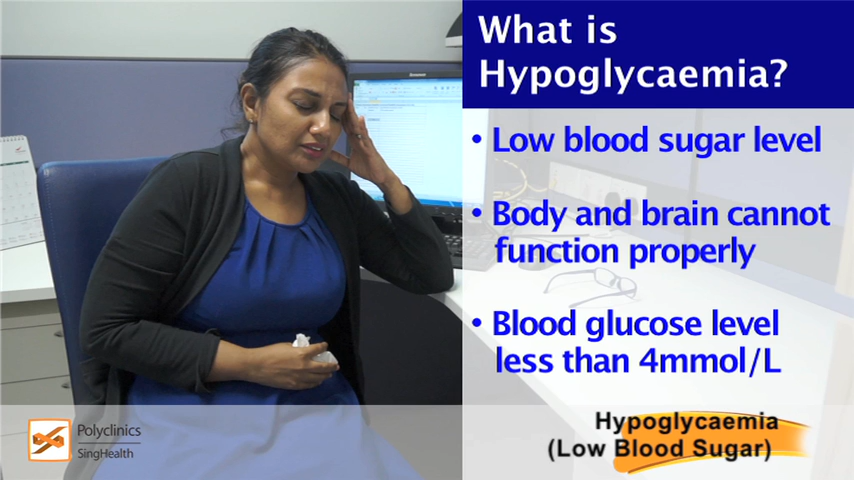 What is
Hypoglycaemia?
• Low blood sugar level
• Body and brain cannot
function properly
• Blood glucose level
less than 4mmol/L
Polyclinics
SingHealth
Hypoglycaemia
(Low Blood Sugar)